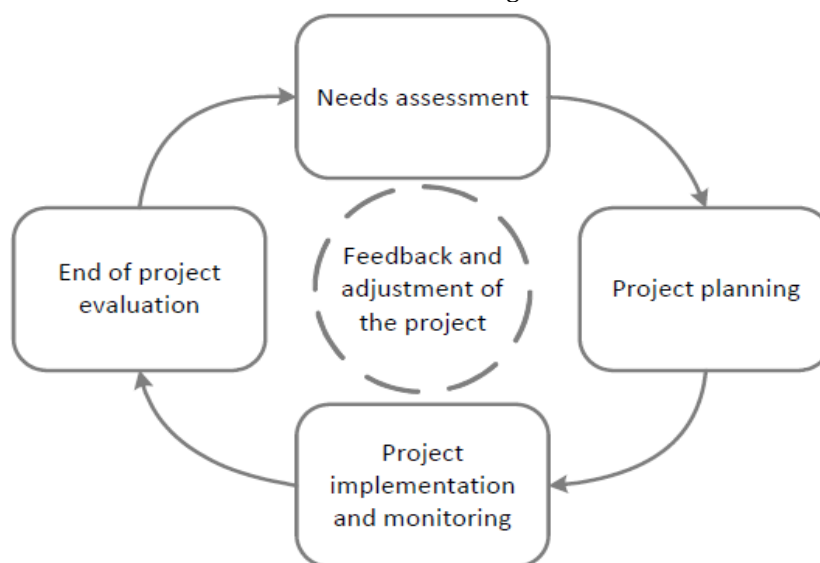 Needs assessment
End of project
evaluation
Feedback and
adjustment of
the project
Project planning
Project
implementation
and monitoring